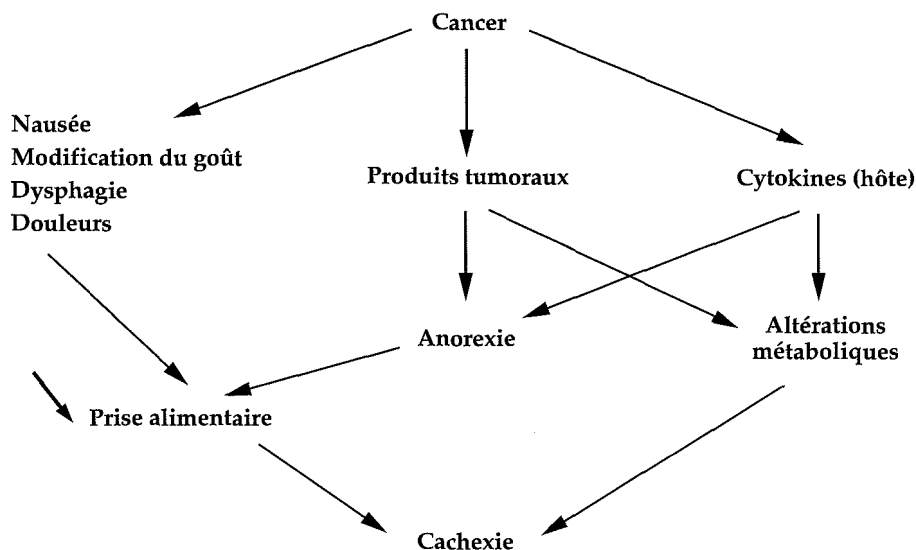 Cancer
Nausée
Modification du goût
Dysphagie
Douleurs
Produits tumoraux
Cytokines (hôte)
Anorexie
Altérations
métaboliques
Prise alimentaire
Cachexie